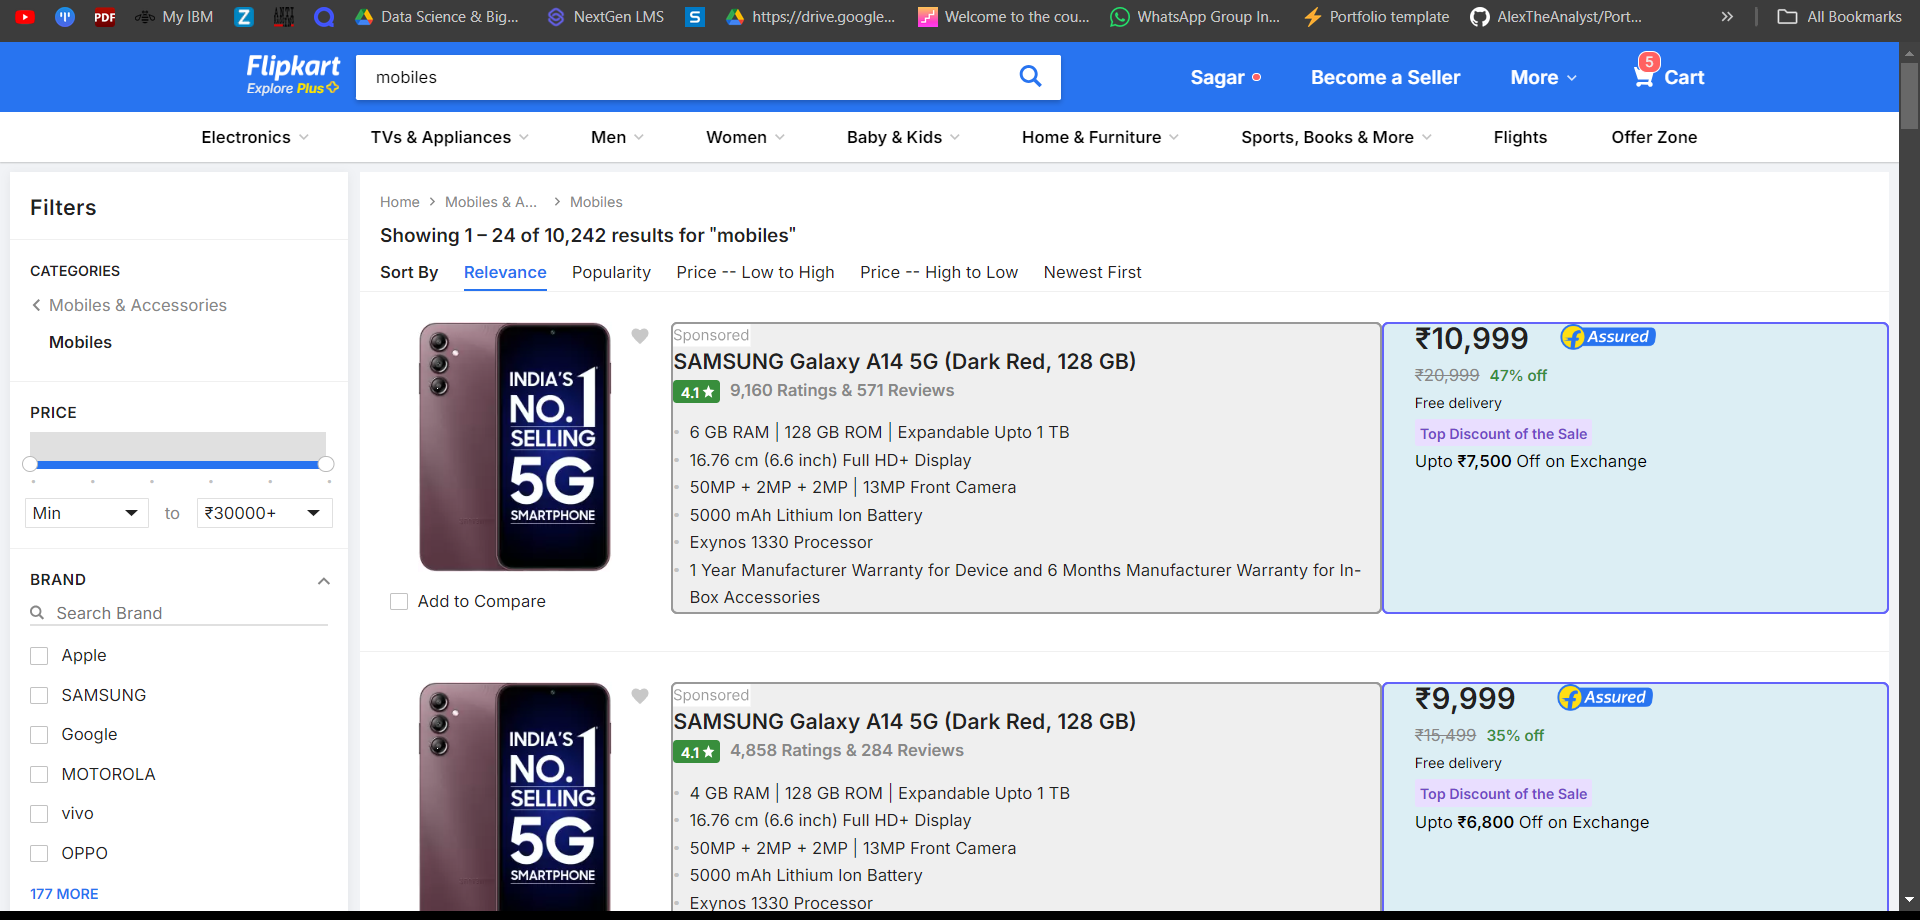 PDF
My IBM
Z
Data Science & Big...
NextGen LMS
S
https://drive.google...
Welcome to the cou...
WhatsApp Group In...
Portfolio template
AlexTheAnalyst/Port...
»
All Bookmarks
Flipkart
Explore Plus
mobiles
Sagar
Become a Seller
More
5
Cart
Electronics
TVs & Appliances
Men
Women
Baby & Kids
Home & Furniture
Sports, Books & More
Flights
Offer Zone
Filters
CATEGORIES
Mobiles & Accessories
Mobiles
PRICE
Min
to
₹30000+
BRAND
Search Brand
Apple
SAMSUNG
Google
MOTOROLA
vivo
OPPO
177 MORE
Home
Mobiles & A...
Mobiles
Showing 1 – 24 of 10,242 results for "mobiles"
Sort By
Relevance
Popularity
Price -- Low to High
Price -- High to Low
Newest First
INDIA'S
NO.1
SELLING
5G
SMARTPHONE
Add to Compare
Sponsored
SAMSUNG Galaxy A14 5G (Dark Red, 128 GB)
4.1★ 9,160 Ratings & 571 Reviews
6 GB RAM | 128 GB ROM | Expandable Upto 1 TB
16.76 cm (6.6 inch) Full HD+ Display
50MP + 2MP + 2MP | 13MP Front Camera
5000 mAh Lithium Ion Battery
Exynos 1330 Processor
1 Year Manufacturer Warranty for Device and 6 Months Manufacturer Warranty for In-
Box Accessories
₹10,999
Assured
₹20,999 47% off
Free delivery
Top Discount of the Sale
Upto ₹7,500 Off on Exchange
INDIA'S
NO.1
SELLING
5G
SMARTPHONE
Sponsored
SAMSUNG Galaxy A14 5G (Dark Red, 128 GB)
4.1★ 4,858 Ratings & 284 Reviews
4 GB RAM | 128 GB ROM | Expandable Upto 1 TB
16.76 cm (6.6 inch) Full HD+ Display
50MP + 2MP + 2MP | 13MP Front Camera
5000 mAh Lithium Ion Battery
Exynos 1330 Processor
₹9,999
Assured
₹15,499 35% off
Free delivery
Top Discount of the Sale
Upto ₹6,800 Off on Exchange